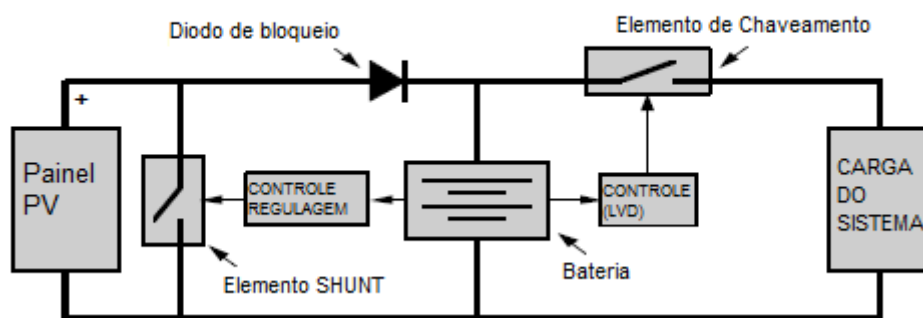 Diodo de bloqueio
Elemento de Chaveamento
+
Painel
PV
CONTROLE
REGULAGEM
CONTROLE
(LVD)
CARGA
DO
SISTEMA
Elemento SHUNT
Bateria